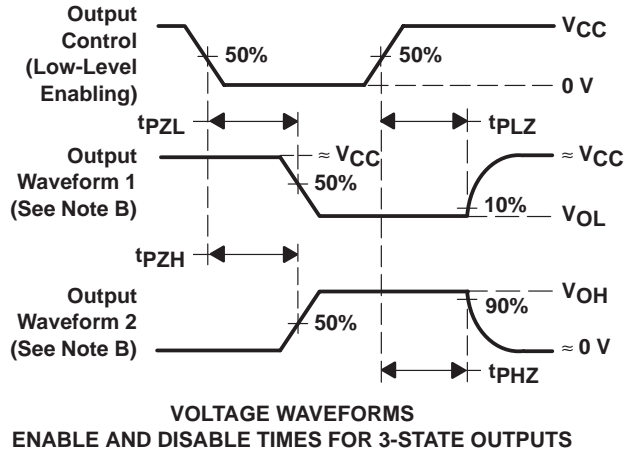 Output
Control
(Low-Level
Enabling)
50%
50%
VCC
0 V
tPZL
tPLZ
Output
Waveform 1
(See Note B)
≈ VCC
50%
≈ VCC
10%
VOL
tPZH
Output
Waveform 2
(See Note B)
50%
VOH
90%
≈ 0 V
tPHZ
VOLTAGE WAVEFORMS
ENABLE AND DISABLE TIMES FOR 3-STATE OUTPUTS